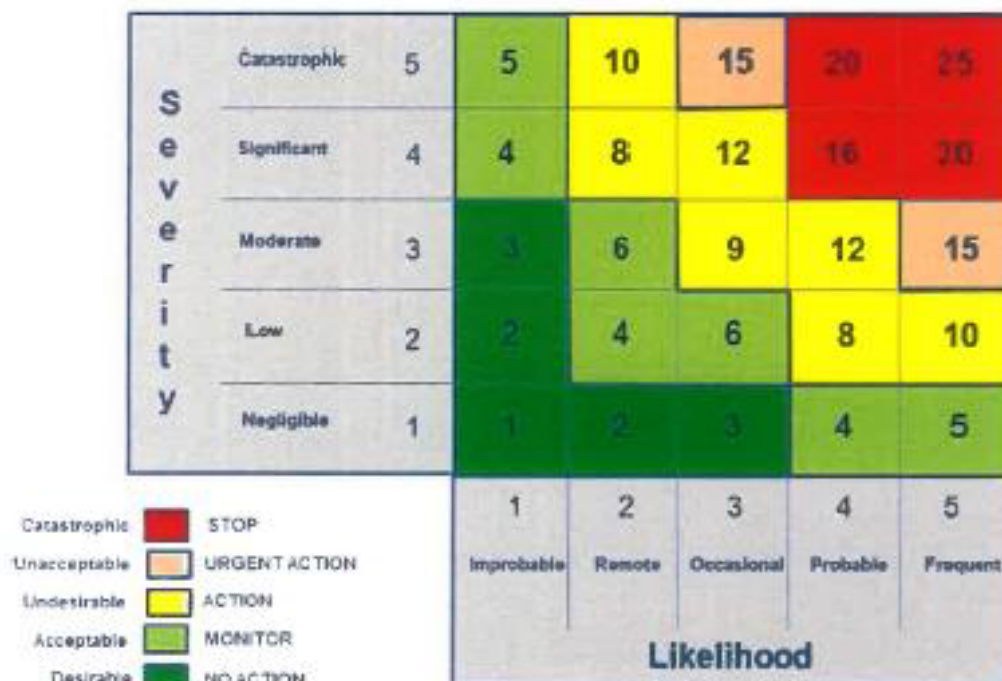 Severity
Catastrophic 5 5 10 15 20 25
Significant 4 4 8 12 16 20
Moderate 3 3 6 9 12 15
Low 2 2 4 6 8 10
Negligible 1 1 2 3 4 5
1 2 3 4 5
Improbable Remote Occasional Probable Frequent
Likelihood
Catastrophic STOP
Unacceptable URGENT ACTION
Undesirable ACTION
Acceptable MONITOR
Desirable NO ACTION